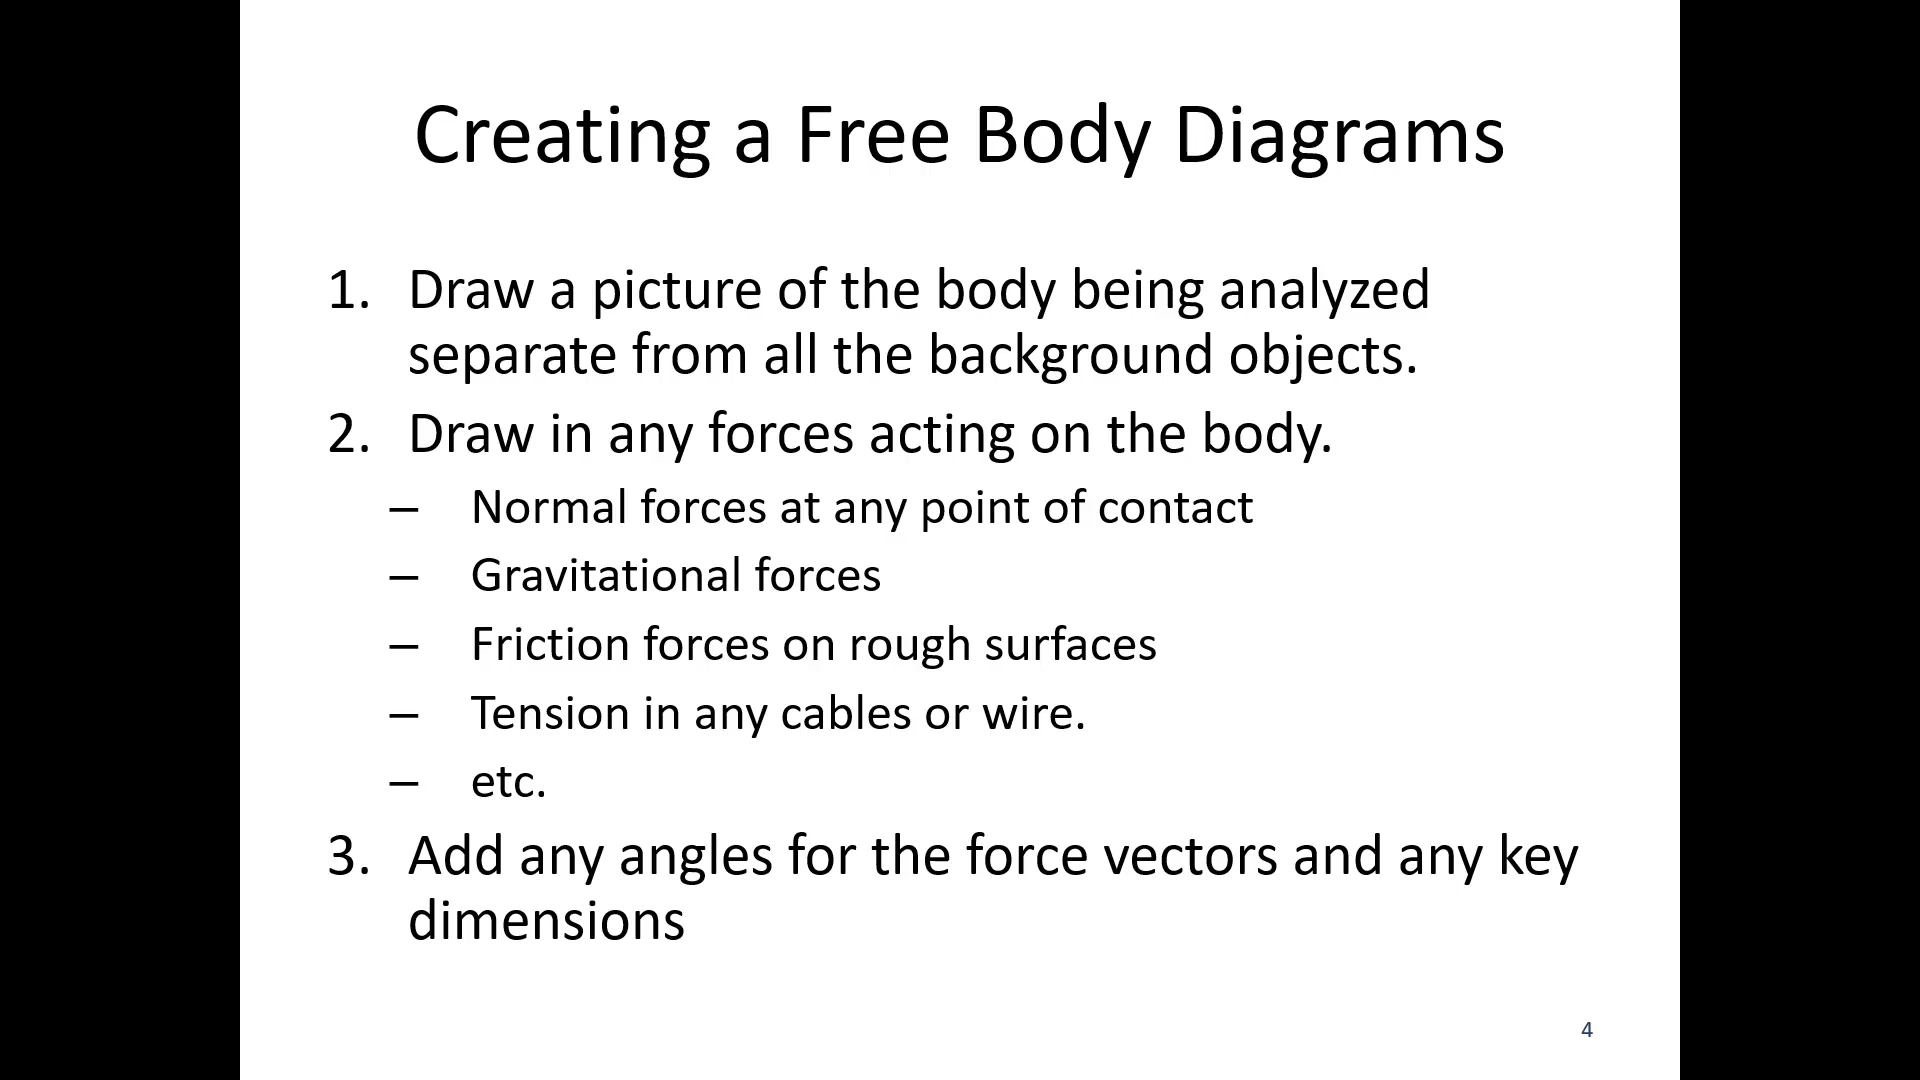 Creating a Free Body Diagrams
1. Draw a picture of the body being analyzed
separate from all the background objects.
2. Draw in any forces acting on the body.
– Normal forces at any point of contact
– Gravitational forces
– Friction forces on rough surfaces
– Tension in any cables or wire.
– etc.
3. Add any angles for the force vectors and any key
dimensions
4